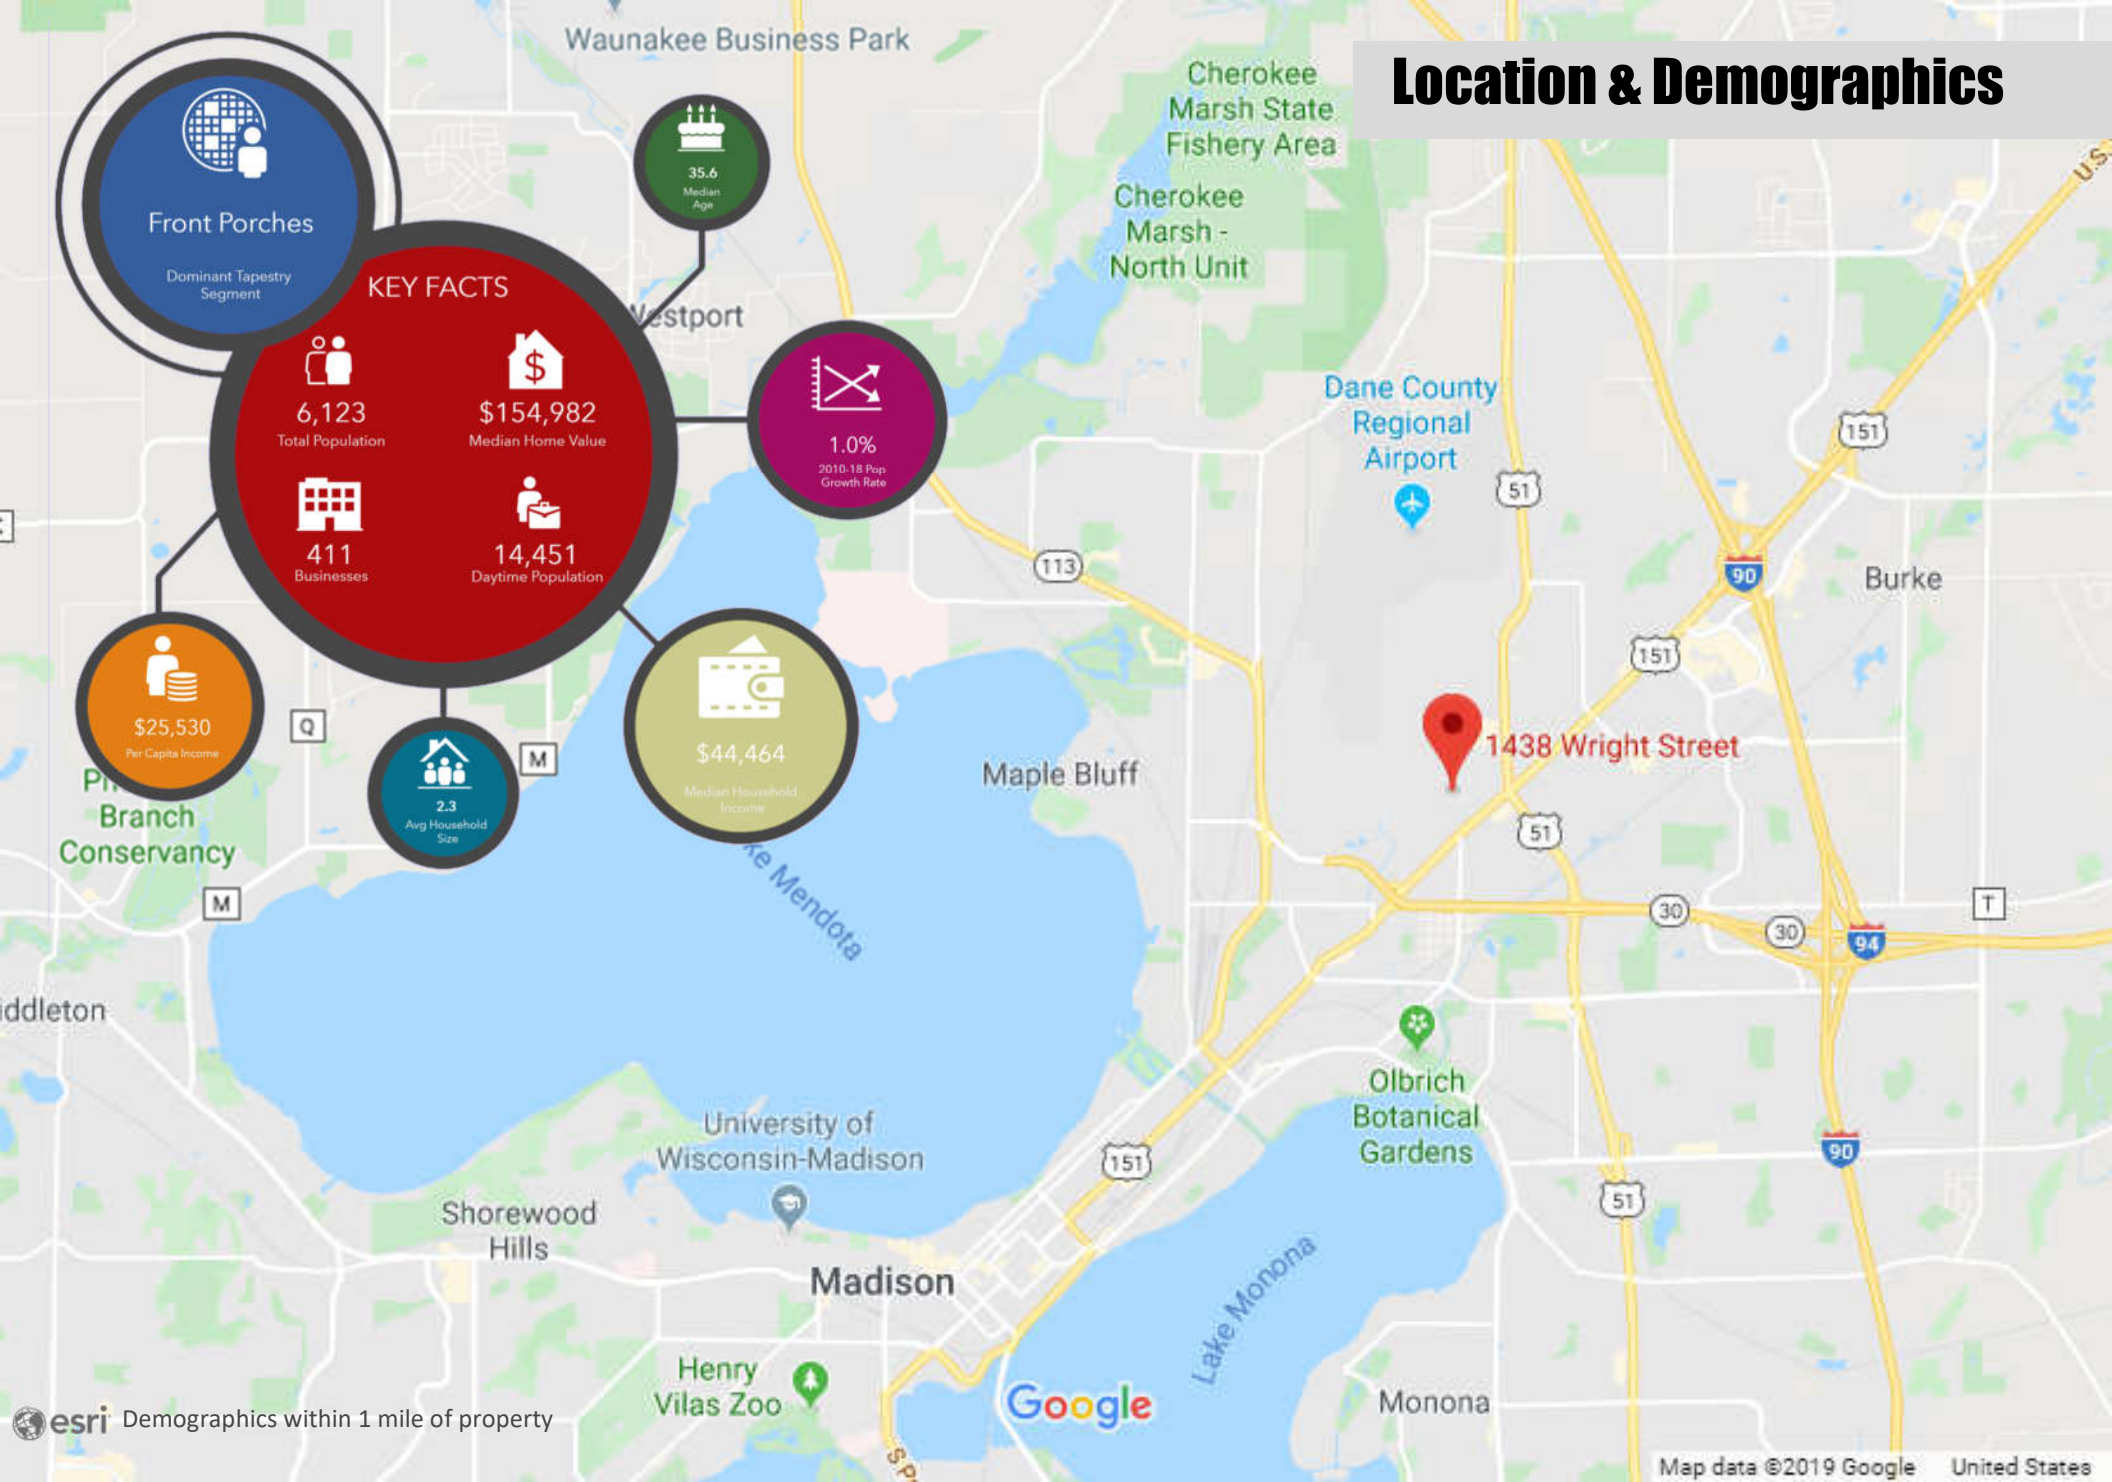 Location & Demographics
Front Porches
Dominant Tapestry
Segment
KEY FACTS
6,123
Total Population
$154,982
Median Home Value
411
Businesses
14,451
Daytime Population
35.6
Median
Age
1.0%
2010-18 Pop
Growth Rate
$25,530
Per Capita Income
2.3
Avg Household
Size
$44,464
Median Household
Income
Waunakee Business Park
Cherokee
Marsh State
Fishery Area
Cherokee
Marsh -
North Unit
Westport
Dane County
Regional
Airport
U.S.
151
51
113
90
Burke
151
1438 Wright Street
Maple Bluff
Q
M
51
Branch
Conservancy
M
30
30
94
T
ke Mendota
iddleton
Olbrich
Botanical
Gardens
University of
Wisconsin-Madison
151
90
51
Shorewood
Hills
Madison
Lake Monona
Henry
Vilas Zoo
Google
Monona
esri Demographics within 1 mile of property
Map data ©2019 Google United States